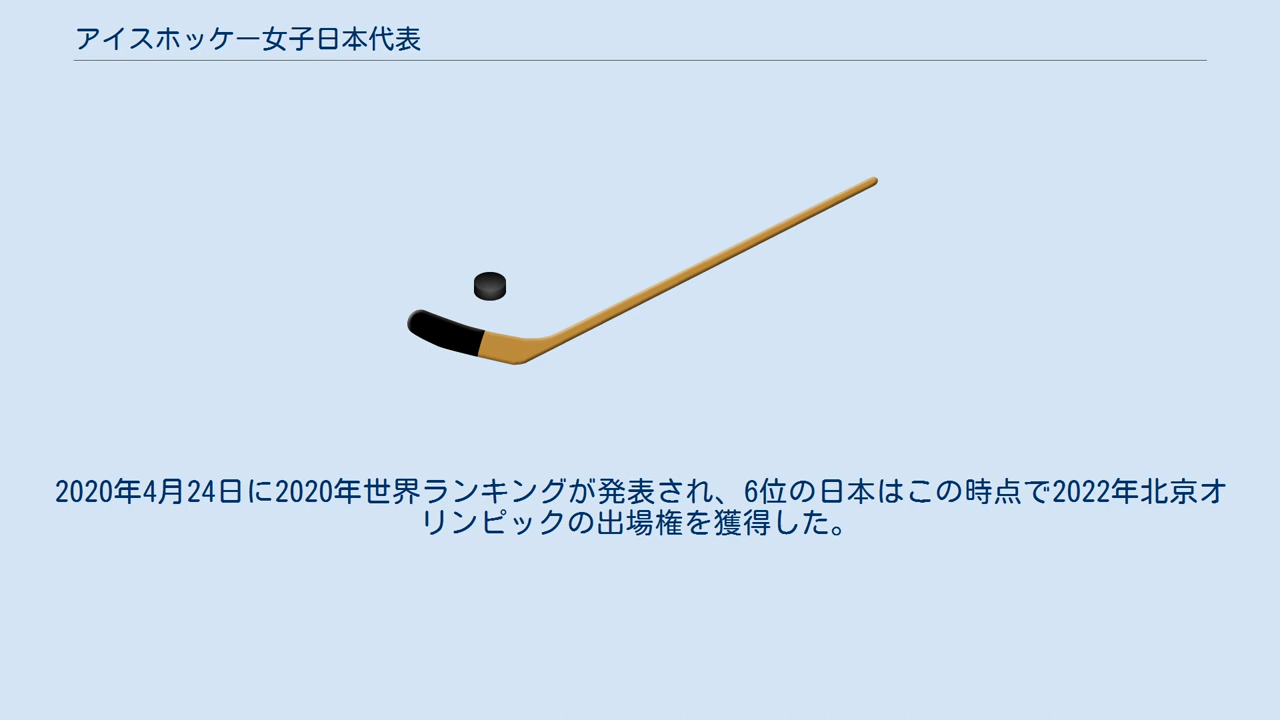 アイスホッケー女子日本代表
2020年4月24日に2020年世界ランキングが発表され、6位の日本はこの時点で2022年北京オ
リンピックの出場権を獲得した。